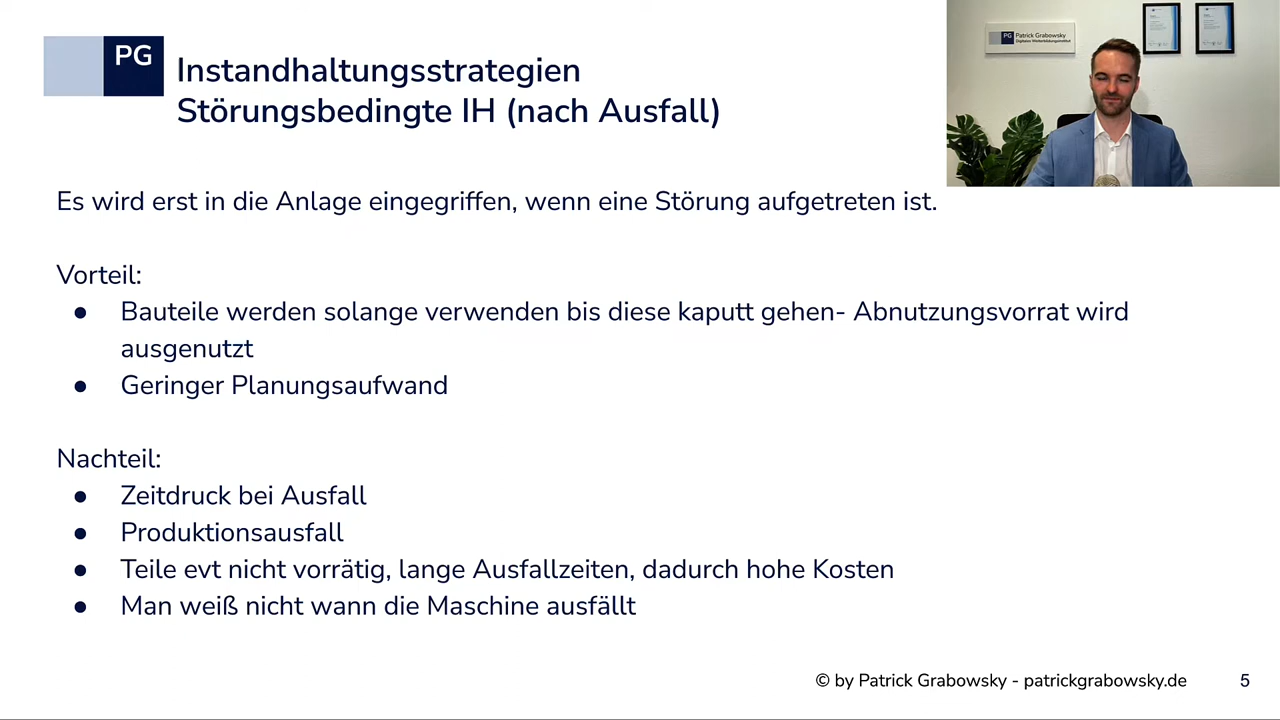 PG
Instandhaltungsstrategien
Störungsbedingte IH (nach Ausfall)
PG
Patrick Grabowsky
Digitales Weiterbildungsinstitut
Es wird erst in die Anlage eingegriffen, wenn eine Störung aufgetreten ist.
Vorteil:
● Bauteile werden solange verwenden bis diese kaputt gehen- Abnutzungsvorrat wird
ausgenutzt
● Geringer Planungsaufwand
Nachteil:
● Zeitdruck bei Ausfall
● Produktionsausfall
● Teile evt nicht vorrätig, lange Ausfallzeiten, dadurch hohe Kosten
● Man weiß nicht wann die Maschine ausfällt
© by Patrick Grabowsky - patrickgrabowsky.de 5